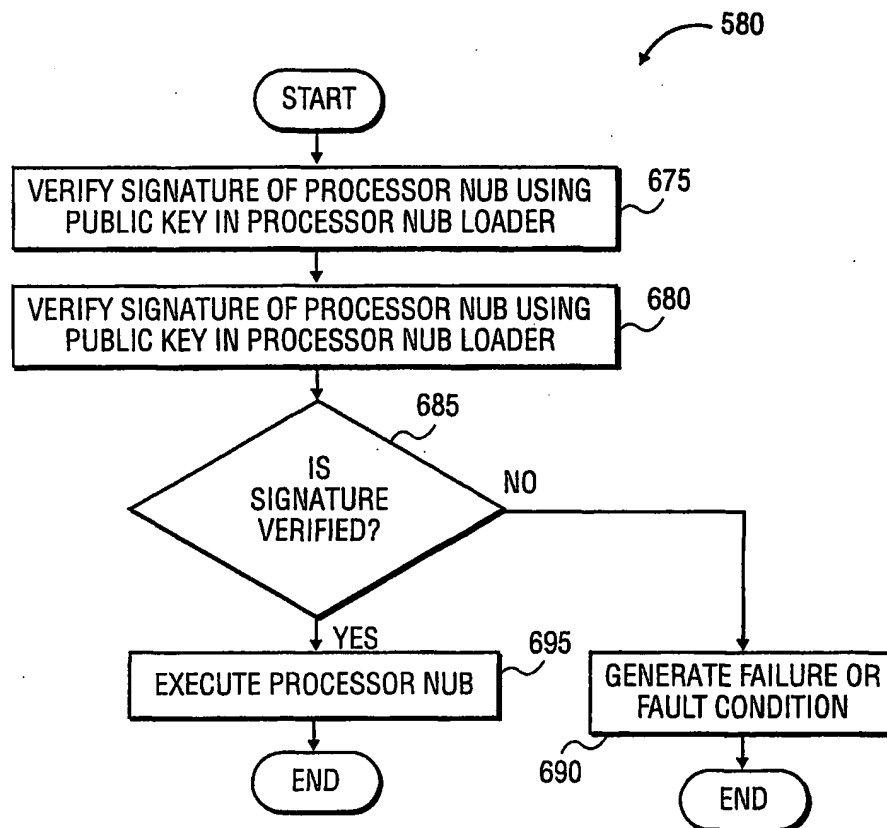 580
START
VERIFY SIGNATURE OF PROCESSOR NUB USING
PUBLIC KEY IN PROCESSOR NUB LOADER
675
VERIFY SIGNATURE OF PROCESSOR NUB USING
PUBLIC KEY IN PROCESSOR NUB LOADER
680
685
IS
SIGNATURE
VERIFIED?
NO
YES
EXECUTE PROCESSOR NUB
695
GENERATE FAILURE OR
FAULT CONDITION
690
END
END